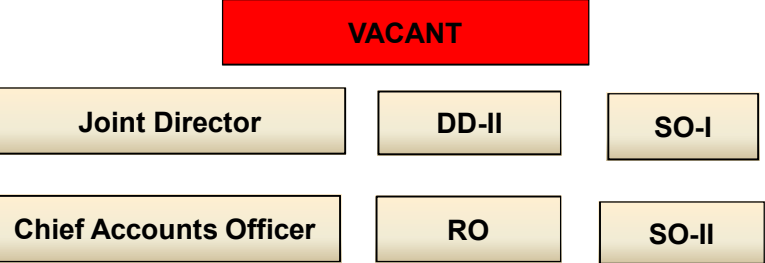 VACANT
Joint Director
DD-II
SO-I
Chief Accounts Officer
RO
SO-II